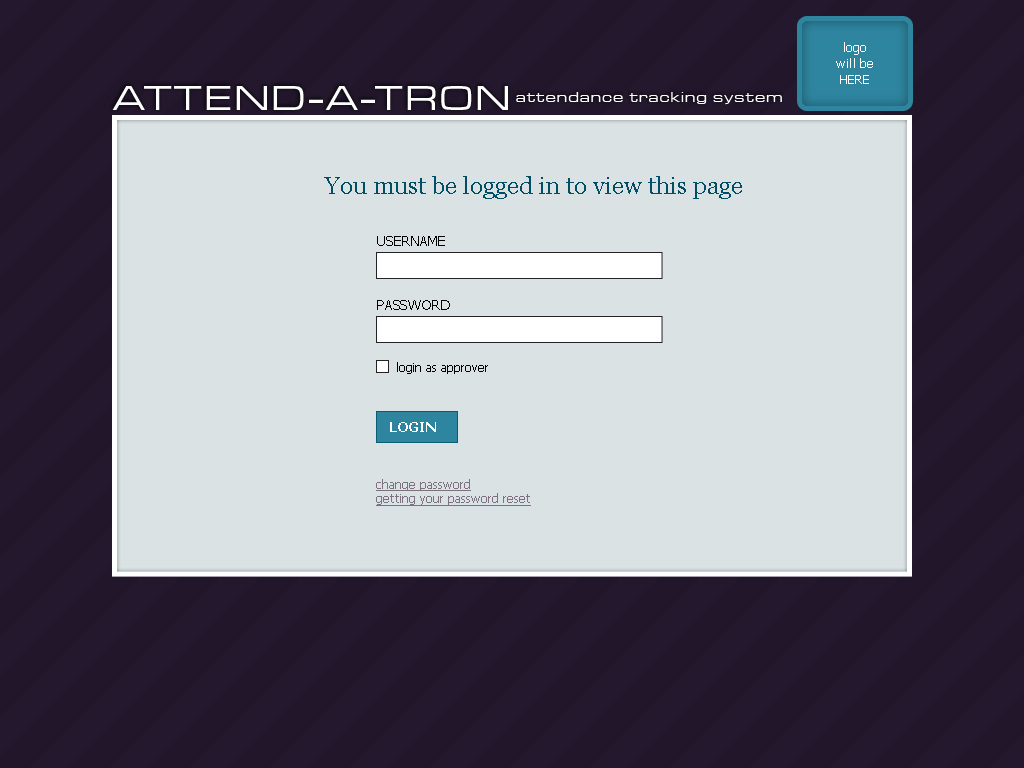 logo
will be
HERE
ATTEND-A-TRON attendance tracking system
You must be logged in to view this page
USERNAME
PASSWORD
login as approver
LOGIN
change password
getting your password reset